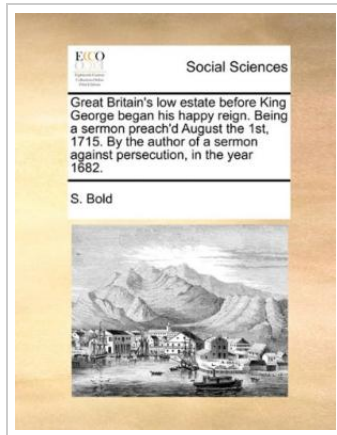 ECCO
Social Sciences
Great Britain's low estate before King
George began his happy reign. Being
a sermon preach'd August the 1st,
1715. By the author of a sermon
against persecution, in the year
1682.
S. Bold